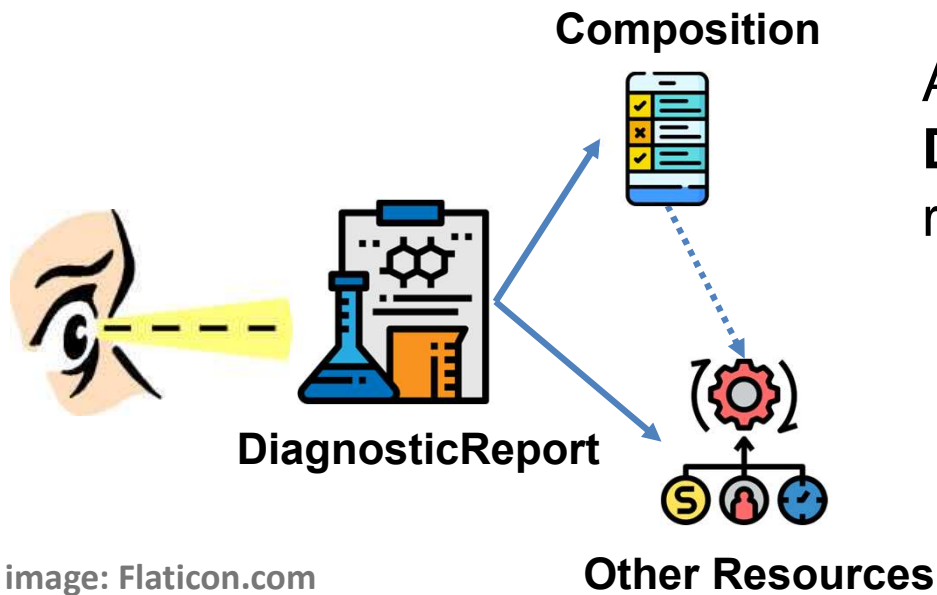 Composition
A
D
r
DiagnosticReport
S
image: Flaticon.com
Other Resources